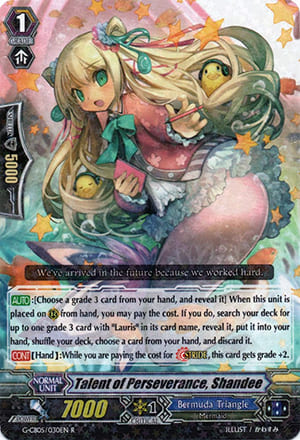 1
GRADE
SHIELD
5000
We've arrived in the future because we worked hard.
AUTO:[Choose a grade 3 card from your hand, and reveal it] When this unit is
placed on RC from hand, you may pay the cost. If you do, search your deck for
up to one grade 3 card with "Lauris" in its card name, reveal it, put it into your
hand, shuffle your deck, choose a card from your hand, and discard it.
CONT [Hand]:While you are paying the cost for STRIDE, this card gets grade +2.
NORMAL
UNIT
Talent of Perseverance, Shandee
POWER
7000
1
CRITICAL
Bermuda Triangle
Mermaid
G-CB05/030EN R
ILLUST /